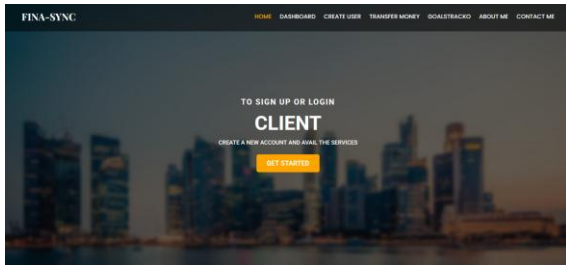 FINA-SYNC
HOME DASHBOARD CREATE USER TRANSFER MONEY GOALSTRACKO ABOUT ME CONTACT ME
TO SIGN UP OR LOGIN
CLIENT
CREATE A NEW ACCOUNT AND AVAIL THE SERVICES
GET STARTED